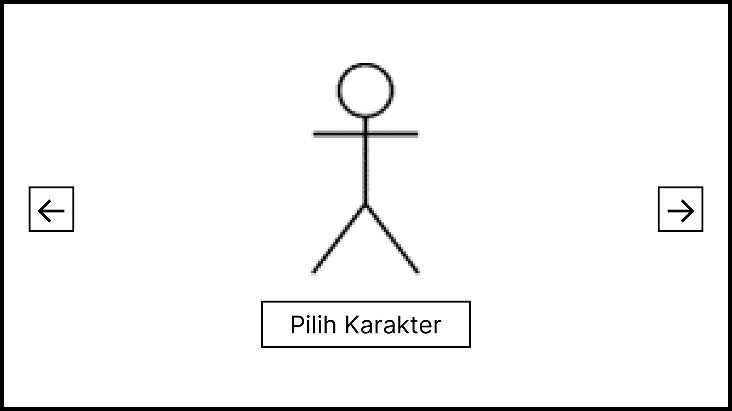 ← →
Pilih Karakter